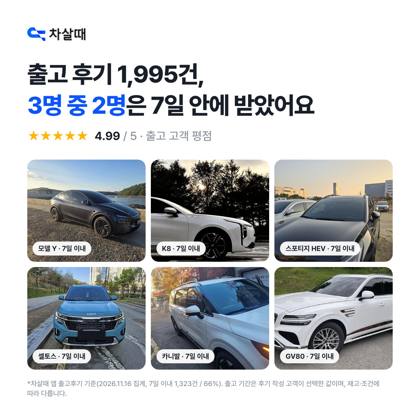 차살때
출고 후기 1,995건,
3명 중 2명은 7일 안에 받았어요
★★★★★ 4.99 / 5 · 출고 고객 평점
모델 Y · 7일 이내
K8 · 7일 이내
스포티지 HEV · 7일 이내
셀토스 · 7일 이내
카니발 · 7일 이내
GV80 · 7일 이내
*차살때 앱 출고후기 기준(2026.11.16 집계, 7일 이내 1,323건 / 66%). 출고 기간은 후기 작성 고객이 선택한 값이며, 재고·조건에
따라 다릅니다.